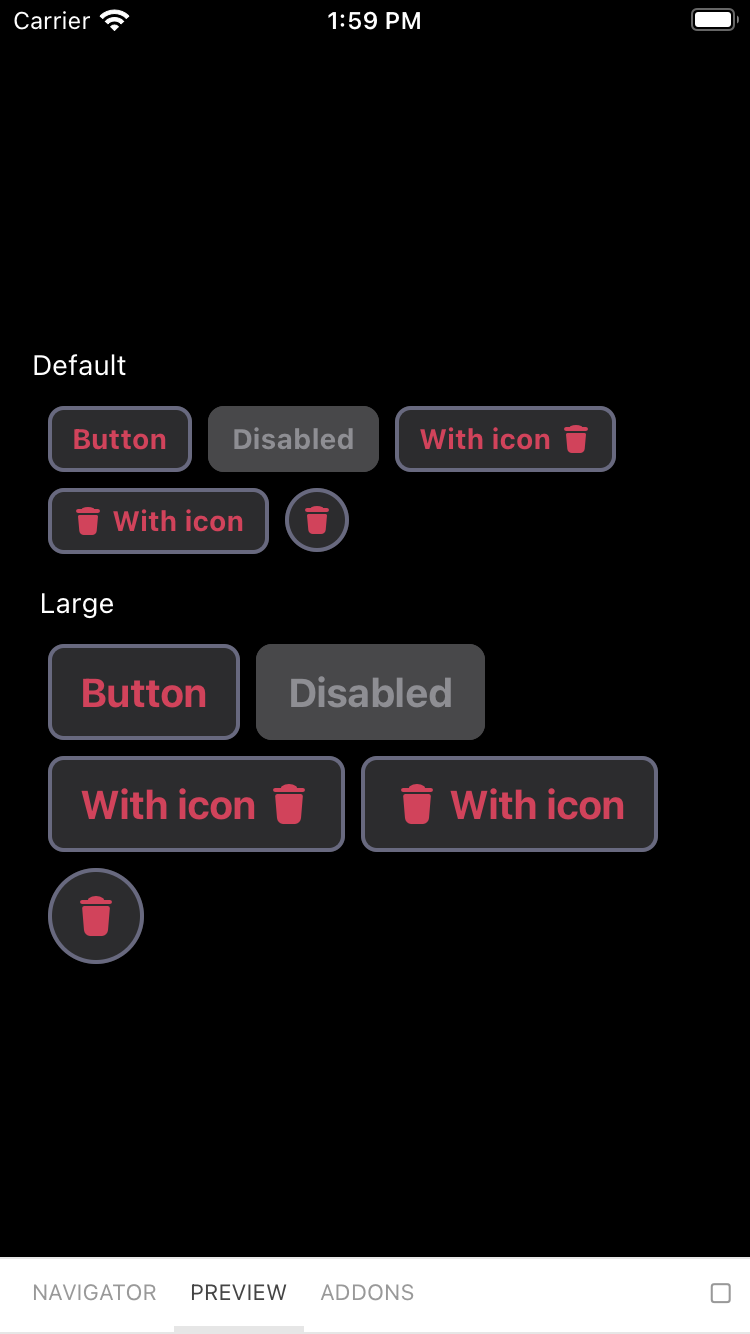 Carrier 1:59 PM
Default
Button Disabled With icon
With icon
Large
Button Disabled
With icon With icon
NAVIGATOR PREVIEW ADDONS